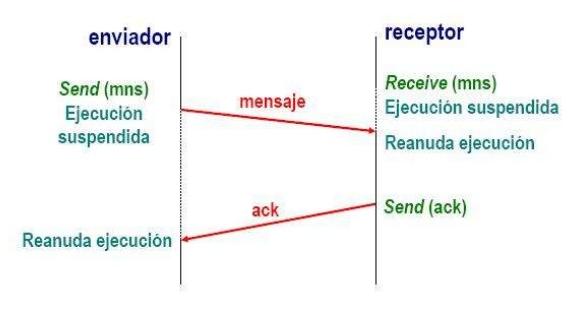 enviador
receptor
Send (mns)
Ejecución
suspendida
mensaje
Receive (mns)
Ejecución suspendida
Reanuda ejecución
ack
Send (ack)
Reanuda ejecución